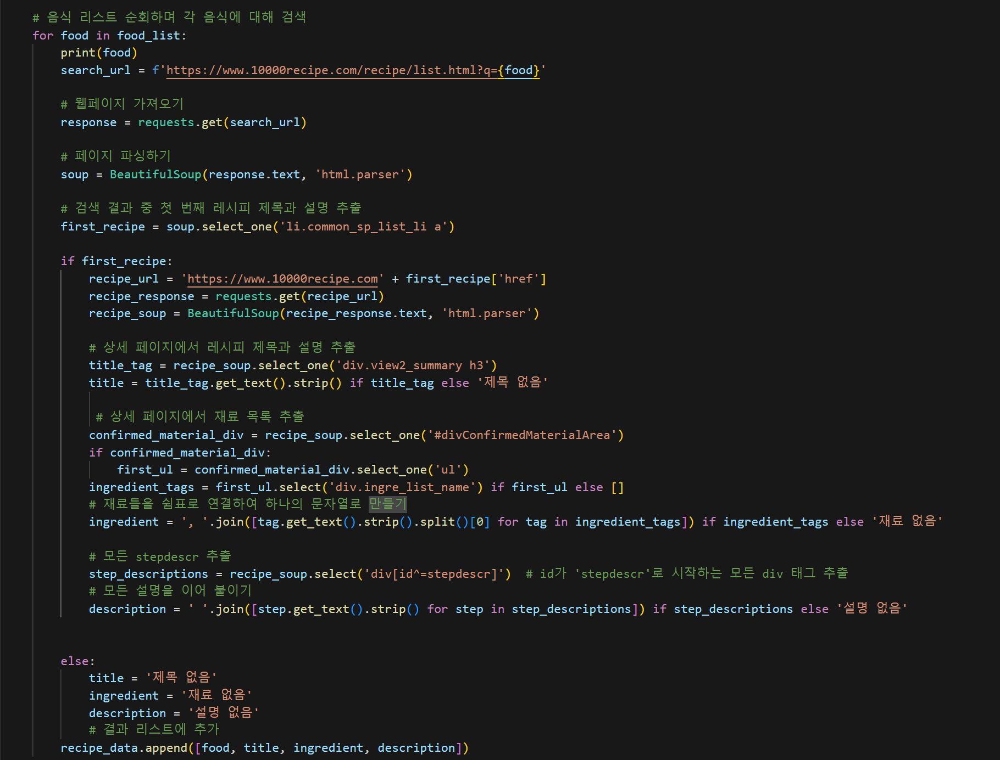 # 음식 리스트 순회하며 각 음식에 대해 검색
for food in food_list:
    print(food)
    search_url = f'https://www.10000recipe.com/recipe/list.html?q={food}'

    # 웹페이지 가져오기
    response = requests.get(search_url)

    # 페이지 파싱하기
    soup = BeautifulSoup(response.text, 'html.parser')

    # 검색 결과 중 첫 번째 레시피 제목과 설명 추출
    first_recipe = soup.select_one('li.common_sp_list_li a')

    if first_recipe:
        recipe_url = 'https://www.10000recipe.com' + first_recipe['href']
        recipe_response = requests.get(recipe_url)
        recipe_soup = BeautifulSoup(recipe_response.text, 'html.parser')

        # 상세 페이지에서 레시피 제목과 설명 추출
        title_tag = recipe_soup.select_one('div.view2_summary h3')
        title = title_tag.get_text().strip() if title_tag else '제목 없음'

         # 상세 페이지에서 재료 목록 추출
        confirmed_material_div = recipe_soup.select_one('#divConfirmedMaterialArea')
        if confirmed_material_div:
            first_ul = confirmed_material_div.select_one('ul')
        ingredient_tags = first_ul.select('div.ingre_list_name') if first_ul else []
        # 재료들을 쉼표로 연결하여 하나의 문자열로 만들기
        ingredient = ', '.join([tag.get_text().strip().split()[0] for tag in ingredient_tags]) if ingredient_tags else '재료 없음'

        # 모든 stepdescr 추출
        step_descriptions = recipe_soup.select('div[id^=stepdescr]')  # id가 'stepdescr'로 시작하는 모든 div 태그 추출
        # 모든 설명을 이어 붙이기
        description = ' '.join([step.get_text().strip() for step in step_descriptions]) if step_descriptions else '설명 없음'


    else:
        title = '제목 없음'
        ingredient = '재료 없음'
        description = '설명 없음'
        # 결과 리스트에 추가
    recipe_data.append([food, title, ingredient, description])